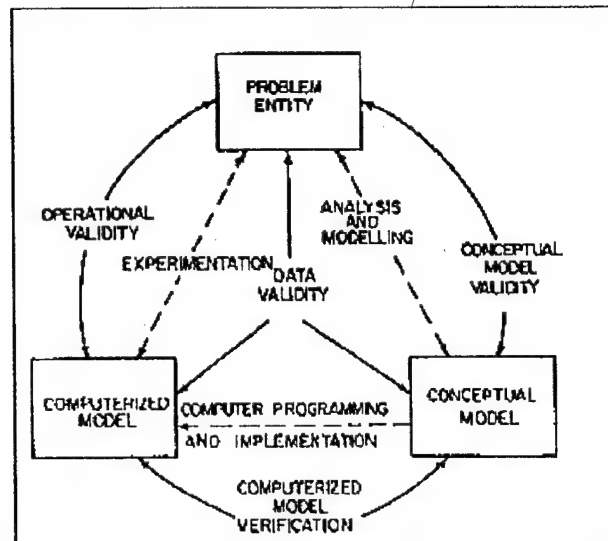 PROBLEM
ENTITY
OPERATIONAL
VALIDITY
ANALYSIS
AND
MODELLING
EXPERIMENTATION
DATA
VALIDITY
CONCEPTUAL
MODEL
VALIDITY
COMPUTERIZED
MODEL
COMPUTER PROGRAMMING
AND IMPLEMENTATION
CONCEPTUAL
MODEL
COMPUTERIZED
MODEL
VERIFICATION